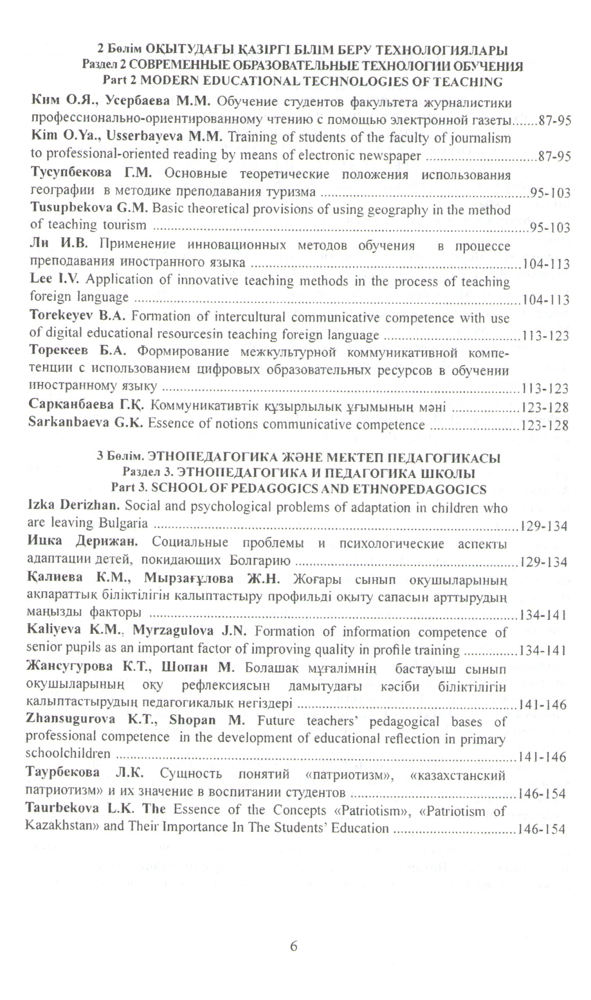 2 Бөлім ОҚЫТУДАҒЫ ҚАЗІРГІ БІЛІМ БЕРУ ТЕХНОЛОГИЯЛАРЫ
Раздел 2 СОВРЕМЕННЫЕ ОБРАЗОВАТЕЛЬНЫЕ ТЕХНОЛОГИИ ОБУЧЕНИЯ
Part 2 MODERN EDUCATIONAL TECHNOLOGIES OF TEACHING
Ким О.Я., Усербаева М.М. Обучение студентов факультета журналистики
профессионально-ориентированному чтению с помощью электронной газеты.......87-95
Kim O.Ya., Usserbayeva M.M. Training of students of the faculty of journalism
to professional-oriented reading by means of electronic newspaper ..............................87-95
Тусупбекова Г.М. Основные теоретические положения использования
географии в методике преподавания туризма ........................................................95-103
Tusupbekova G.M. Basic theoretical provisions of using geography in the method
of teaching tourism .....................................................................................................95-103
Ли И.В. Применение инновационных методов обучения в процессе
преподавания иностранного языка .........................................................................104-113
Lee I.V. Application of innovative teaching methods in the process of teaching
foreign language ........................................................................................................104-113
Torekeyev B.A. Formation of intercultural communicative competence with use
of digital educational resourcesin teaching foreign language .....................................113-123
Торекеев Б.А. Формирование межкультурной коммуникативной компе-
тенции с использованием цифровых образовательных ресурсов в обучении
иностранному языку ................................................................................................113-123
Сарқанбаева Г.Қ. Коммуникативтік құзырлылық ұғымының мәні ..................123-128
Sarkanbaeva G.K. Essence of notions communicative competence ........................123-128
3 Бөлім. ЭТНОПЕДАГОГИКА ЖӘНЕ МЕКТЕП ПЕДАГОГИКАСЫ
Раздел 3. ЭТНОПЕДАГОГИКА И ПЕДАГОГИКА ШКОЛЫ
Part 3. SCHOOL OF PEDAGOGICS AND ETHNOPEDAGOGICS
Izka Derizhan. Social and psychological problems of adaptation in children who
are leaving Bulgaria ..................................................................................................129-134
Ицка Дерижан. Социальные проблемы и психологические аспекты
адаптации детей, покидающих Болгарию ............................................................129-134
Қалиева К.М., Мырзағұлова Ж.Н. Жоғары сынып оқушыларының
ақпараттық біліктілігін қалыптастыру профильді оқыту сапасын арттырудың
маңызды факторы ...................................................................................................134-141
Kaliyeva K.M., Myrzagulova J.N. Formation of information competence of
senior pupils as an important factor of improving quality in profile training ...............134-141
Жансугурова К.Т., Шопан М. Болашақ мұғалімнің бастауыш сынып
оқушыларының оқу рефлексиясын дамытудағы кәсіби біліктілігін
қалыптастырудың педагогикалық негіздері ...........................................................141-146
Zhansugurova K.T., Shopan M. Future teachers’ pedagogical bases of
professional competence in the development of educational reflection in primary
schoolchildren ............................................................................................................141-146
Таурбекова Л.К. Сущность понятий «патриотизм», «казахстанский
патриотизм» и их значение в воспитании студентов .............................................146-154
Taurbekova L.K. The Essence of the Concepts «Patriotism», «Patriotism of
Kazakhstan» and Their Importance In The Students’ Education .................................146-154
6